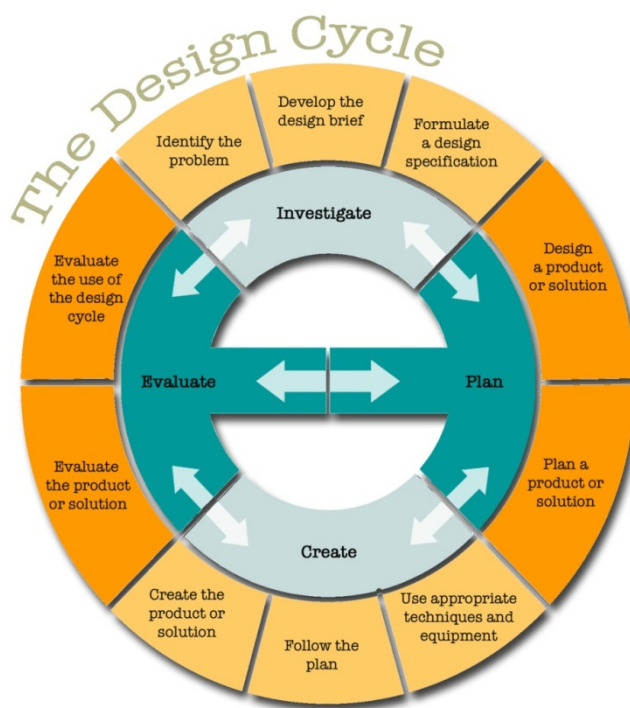 The Design Cycle
Identify the
problem
Develop the
design brief
Formulate
a design
specification
Investigate
Evaluate
the use of
the design
cycle
Design
a product
or solution
Evaluate
Plan
Evaluate
the product
or solution
Plan a
product or
solution
Create
Create the
product or
solution
Follow the
plan
Use appropriate
techniques and
equipment